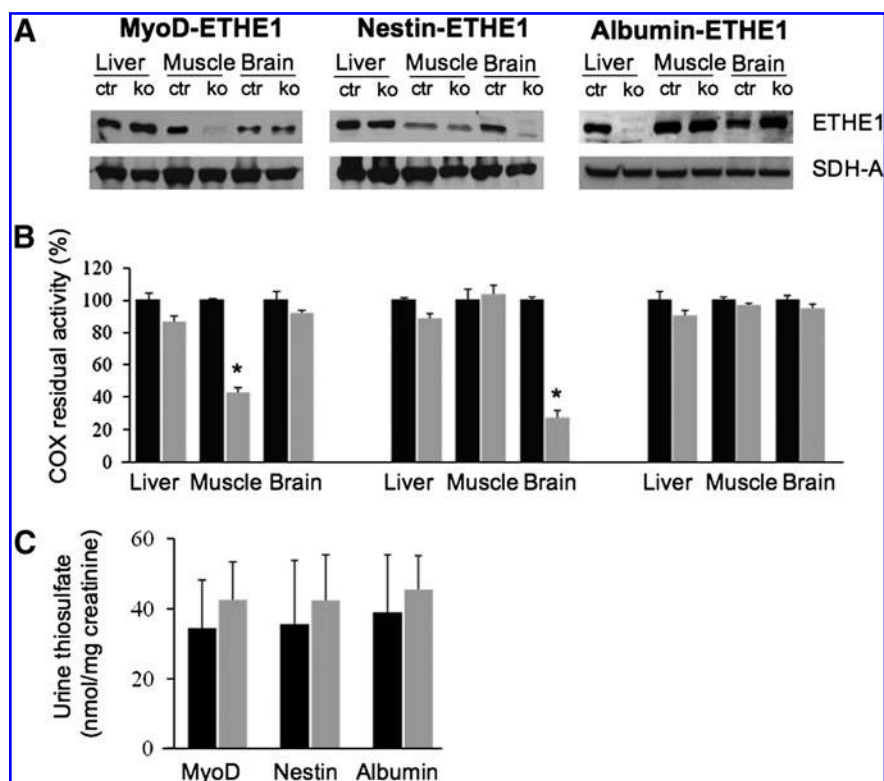 A
MyoD-ETHE1 Nestin-ETHE1 Albumin-ETHE1
Liver Muscle Brain Liver Muscle Brain Liver Muscle Brain
ctr ko ctr ko ctr ko ctr ko ctr ko ctr ko ctr ko ctr ko ctr ko
ETHE1
SDH-A
B
COX residual activity (%)
120
100
80
60
40
20
0
*
*
Liver Muscle Brain Liver Muscle Brain Liver Muscle Brain
C
Urine thiosulfate
(nmol/mg creatinine)
60
40
20
0
MyoD Nestin Albumin